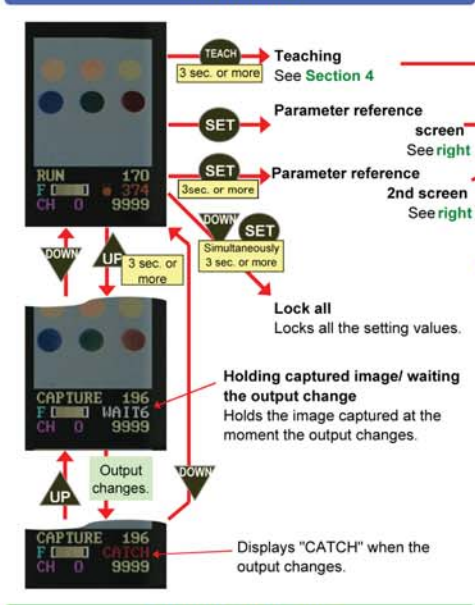 TEACH
3 sec. or more
Teaching
See Section 4
SET
Parameter reference
screen
See right
SET
3sec. or more
Parameter reference
2nd screen
See right
RUN 170
F 374
CH 0 9999
DOWN
UP
3 sec. or
more
DOWN
SET
Simultaneously
3 sec. or more
Lock all
Locks all the setting values.
CAPTURE 196
F WAIT6
CH 0 9999
Holding captured image/ waiting
the output change
Holds the image captured at the
moment the output changes.
UP
Output
changes.
DOWN
CAPTURE 196
F CATCH
CH 0 9999
Displays "CATCH" when the
output changes.